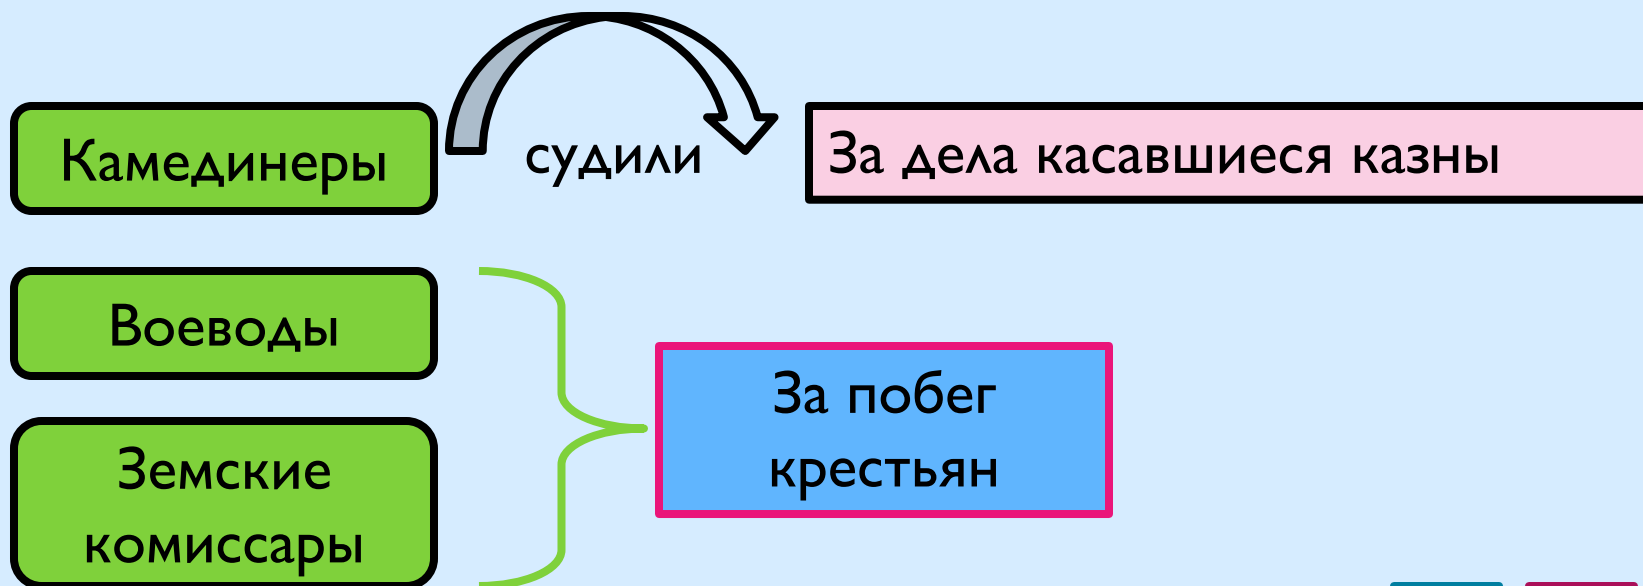 Камединеры
судили
За дела касавшиеся казны
Воеводы
За побег
крестьян
Земские
комиссары